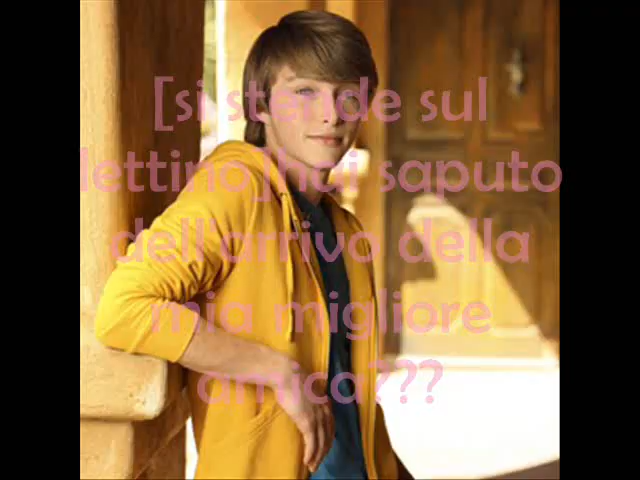 [si stende sul
lettino]hai saputo
dell'arrivo della
mia migliore
amica???